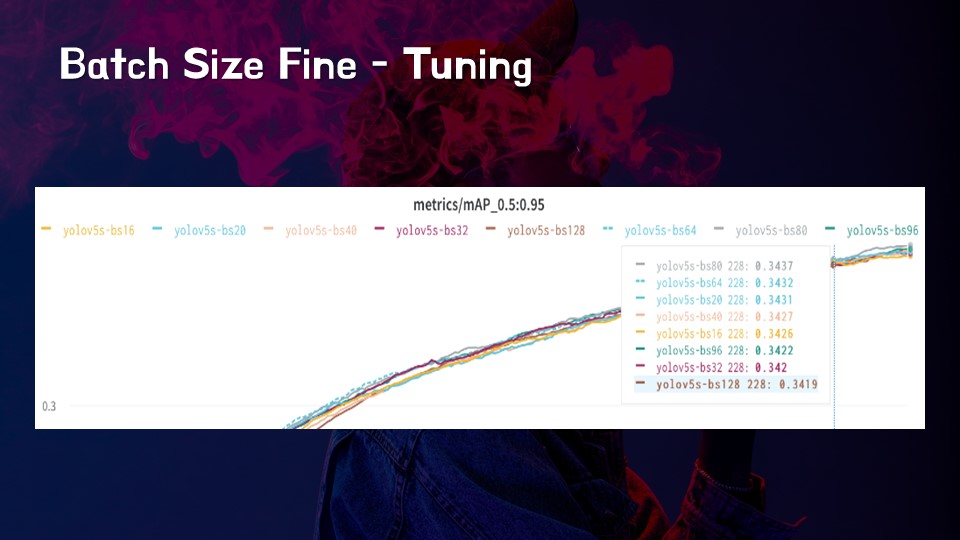 Batch Size Fine - Tuning
metrics/mAP_0.5:0.95
yolov5s-bs16 yolov5s-bs20 yolov5s-bs40 yolov5s-bs32 yolov5s-bs128 yolov5s-bs64 yolov5s-bs80 yolov5s-bs96
yolov5s-bs80 228: 0.3437
yolov5s-bs64 228: 0.3432
yolov5s-bs20 228: 0.3431
yolov5s-bs40 228: 0.3427
yolov5s-bs16 228: 0.3426
yolov5s-bs96 228: 0.3422
yolov5s-bs32 228: 0.342
yolov5s-bs128 228: 0.3419
0.3